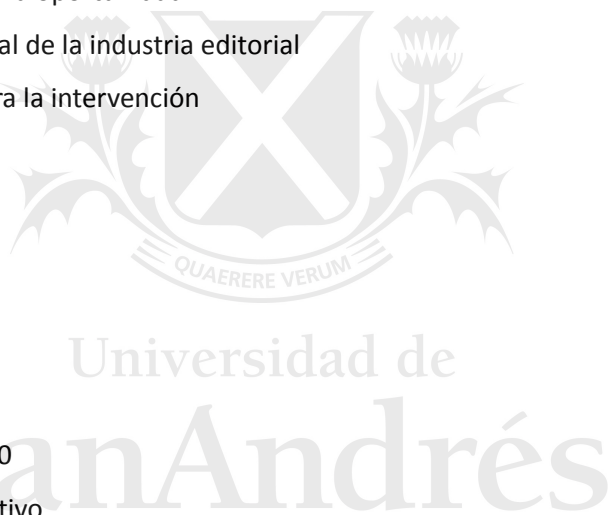 al de la industria editorial
ra la intervención
QUAERERE VERUM
Universidad de
anAndrés
0
tivo